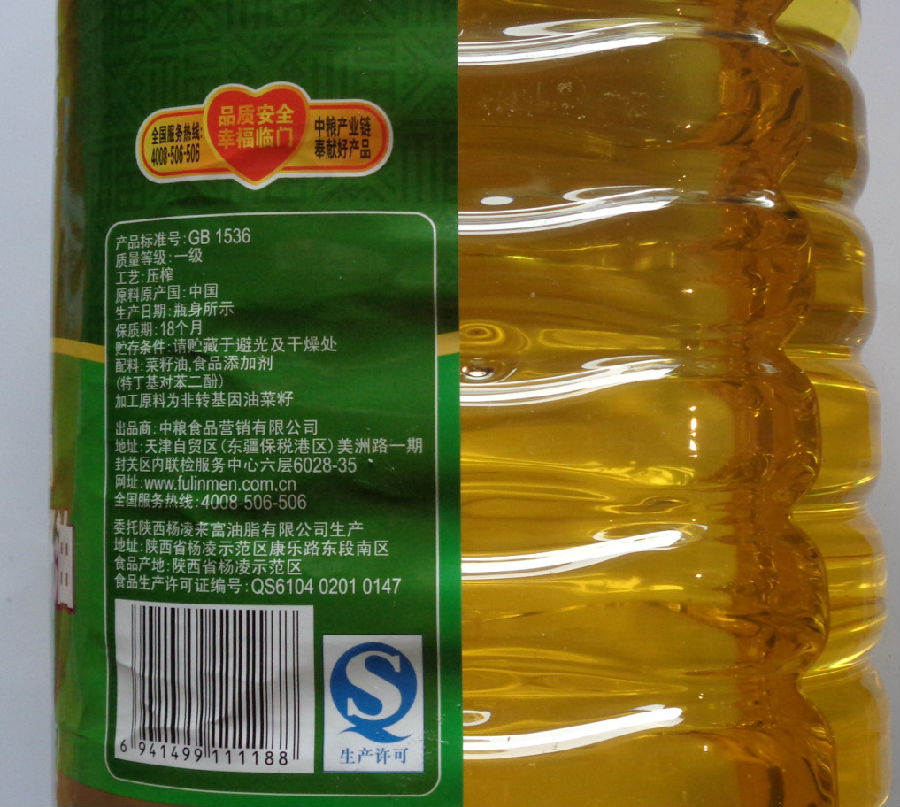 品质安全
幸福临门
全国服务热线:
4008-506-506
中粮产业链
奉献好产品
产品标准号:GB 1536
质量等级:一级
工艺:压榨
原料原产国:中国
生产日期:瓶身所示
保质期:18个月
贮存条件:请贮藏于避光及干燥处
配料:菜籽油,食品添加剂
(特丁基对苯二酚)
加工原料为非转基因油菜籽
出品商:中粮食品营销有限公司
地址:天津自贸区(东疆保税港区)美洲路一期
封关区内联检服务中心六层6028-35
网址:www.fulinmen.com.cn
全国服务热线:4008-506-506
委托陕西杨凌来富油脂有限公司生产
地址:陕西省杨凌示范区康乐路东段南区
食品产地:陕西省杨凌示范区
食品生产许可证编号:QS6104 0201 0147
6 941499 111188
生产许可